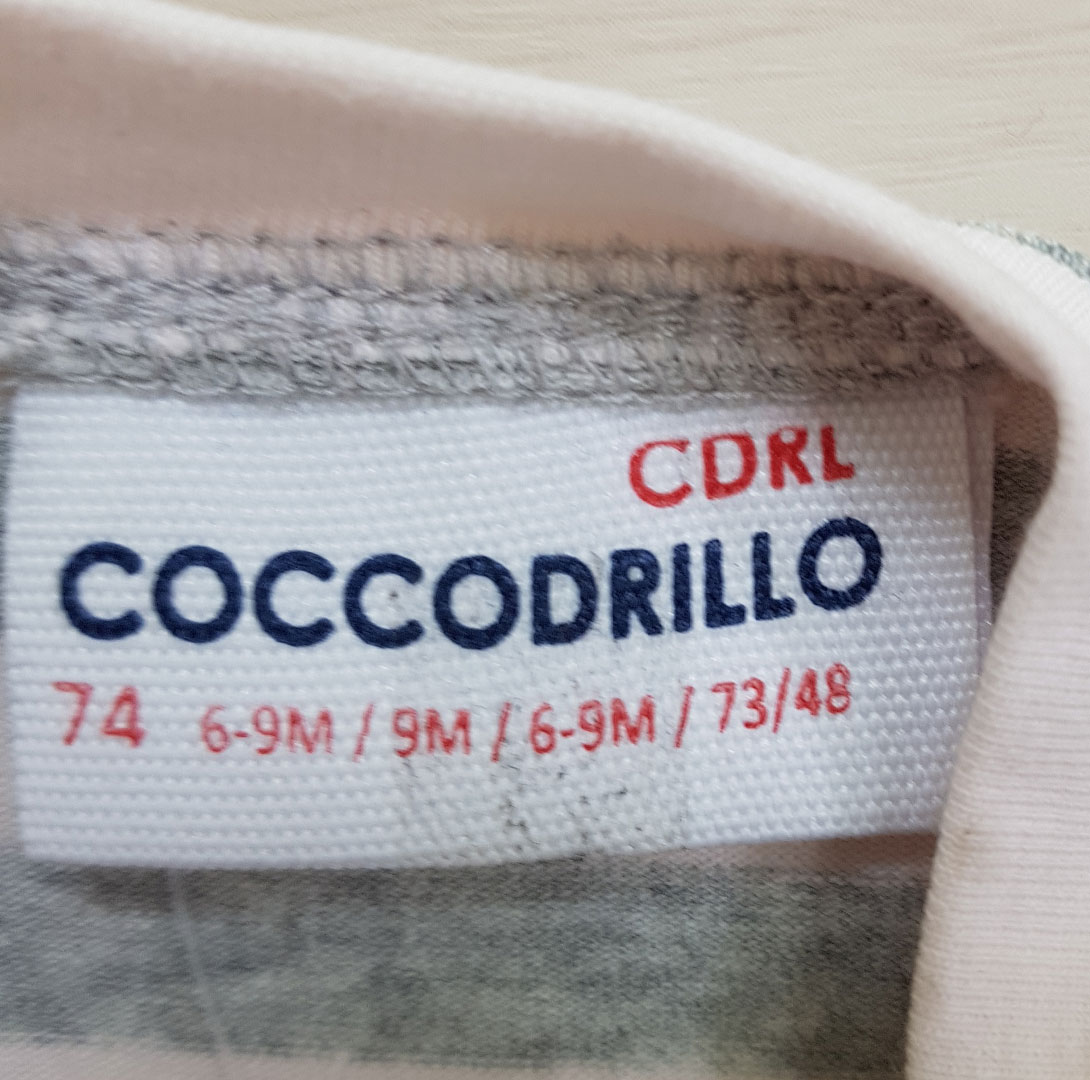 CDRL
COCCODRILLO
74 6-9M / 9M / 6-9M / 73/48